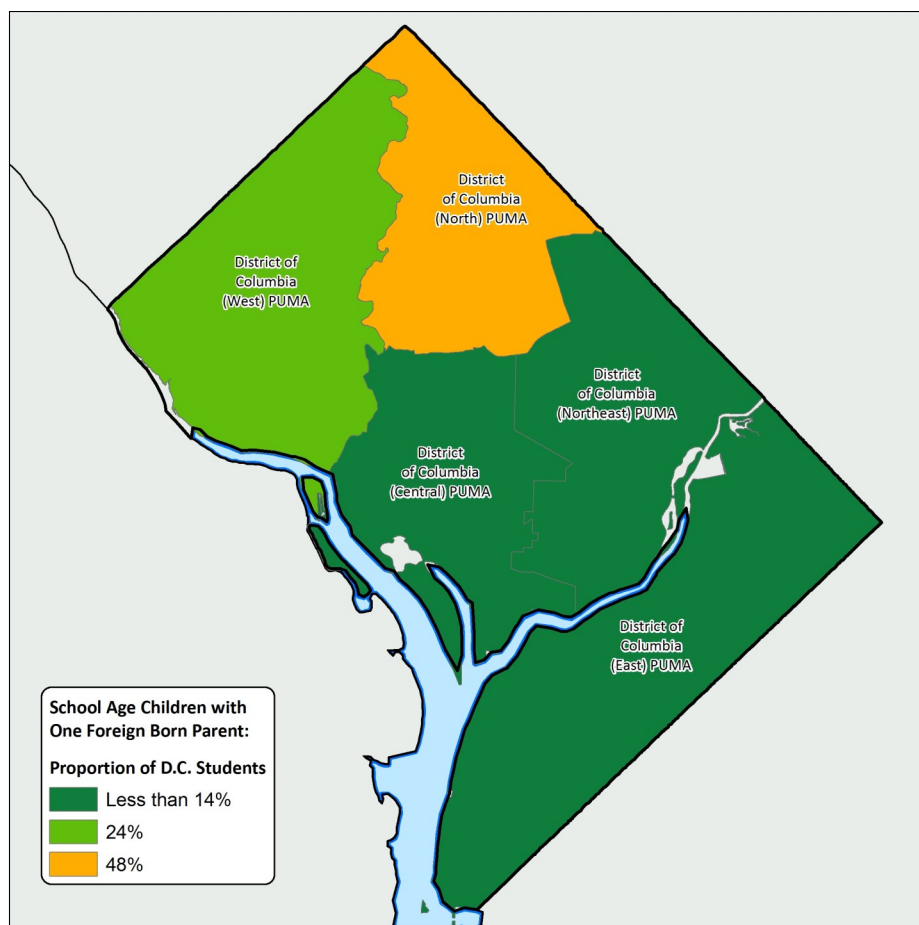 District
of Columbia
(North) PUMA
District of
Columbia
(West) PUMA
District
of Columbia
(Northeast) PUMA
District
of Columbia
(Central) PUMA
District of
Columbia
(East) PUMA
School Age Children with
One Foreign Born Parent:
Proportion of D.C. Students
Less than 14%
24%
48%